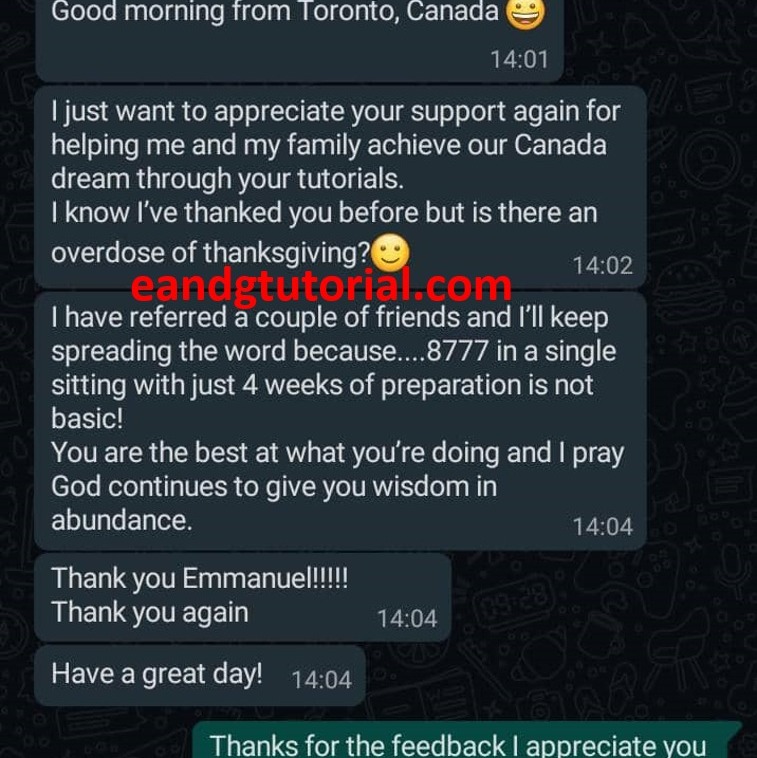 Good morning from Toronto, Canada 😀
14:01
I just want to appreciate your support again for
helping me and my family achieve our Canada
dream through your tutorials.
I know I've thanked you before but is there an
overdose of thanksgiving?🙂
14:02
eandgtutorial.com
I have referred a couple of friends and I'll keep
spreading the word because....8777 in a single
sitting with just 4 weeks of preparation is not
basic!
You are the best at what you're doing and I pray
God continues to give you wisdom in
abundance.
14:04
Thank you Emmanuel!!!!!
Thank you again
14:04
Have a great day! 14:04
Thanks for the feedback I appreciate you